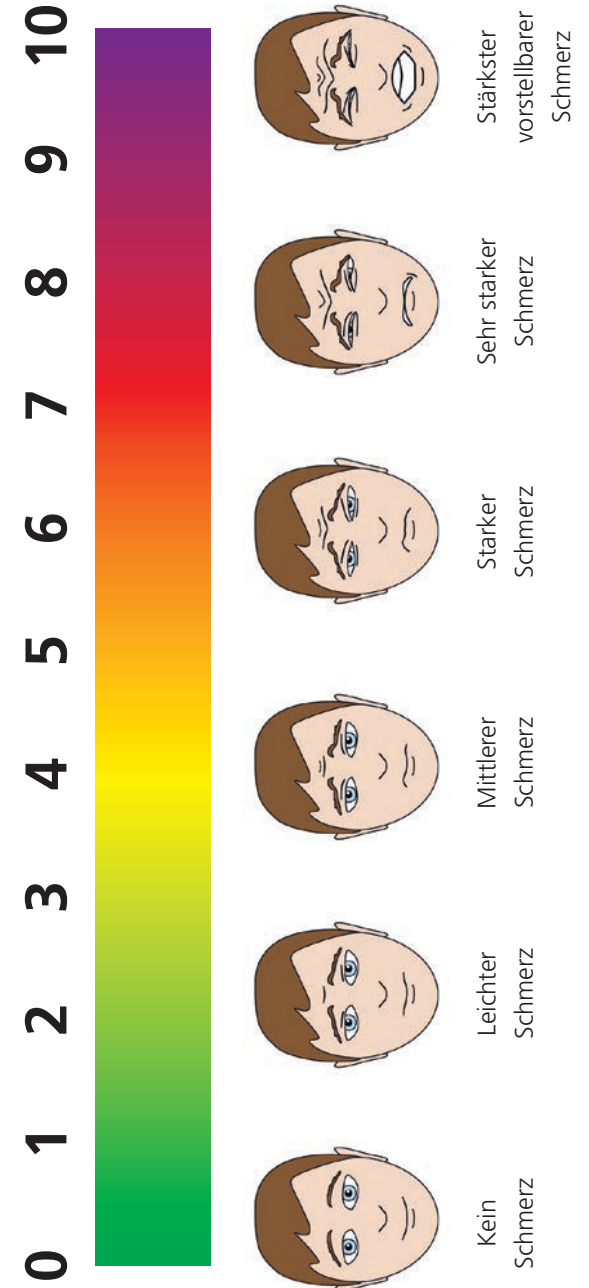 0 1 2 3 4 5 6 7 8 9 10
Kein
Schmerz
Leichter
Schmerz
Mittlerer
Schmerz
Starker
Schmerz
Sehr starker
Schmerz
Stärkster
vorstellbarer
Schmerz